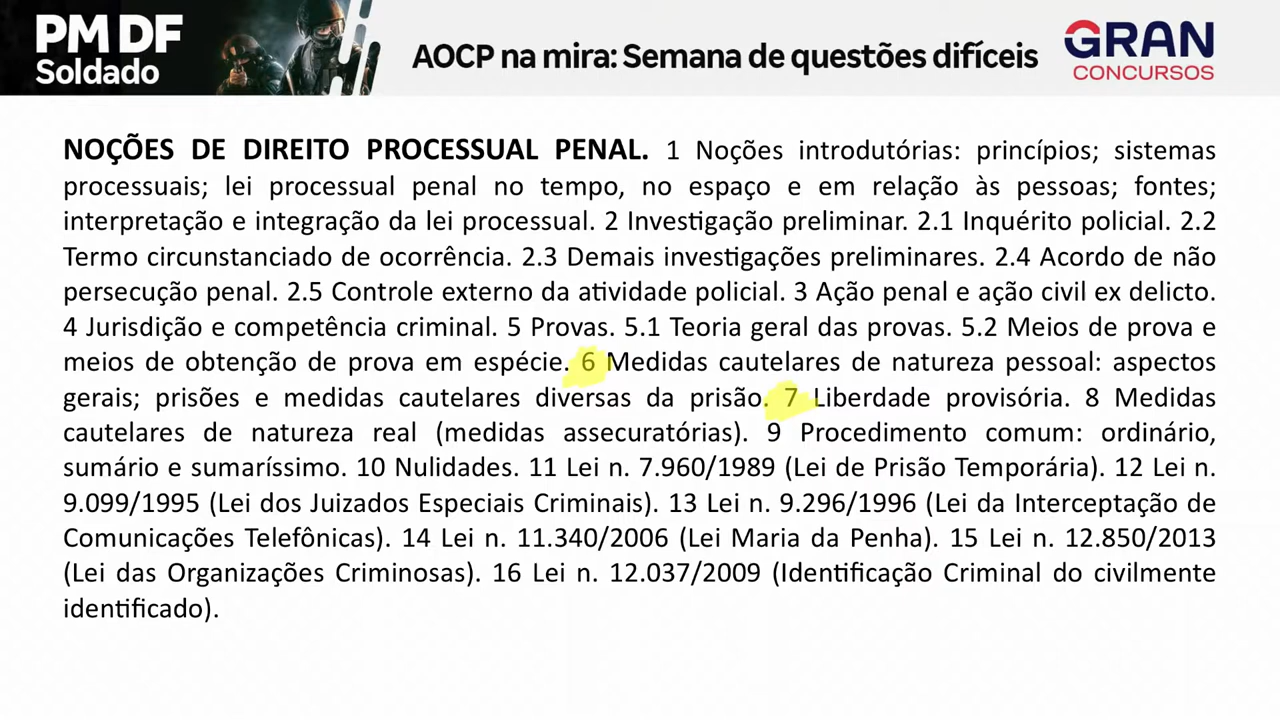 PM DF
Soldado
AOCP na mira: Semana de questões difíceis
GRAN
CONCURSOS
NOÇÕES DE DIREITO PROCESSUAL PENAL. 1 Noções introdutórias: princípios; sistemas
processuais; lei processual penal no tempo, no espaço e em relação às pessoas; fontes;
interpretação e integração da lei processual. 2 Investigação preliminar. 2.1 Inquérito policial. 2.2
Termo circunstanciado de ocorrência. 2.3 Demais investigações preliminares. 2.4 Acordo de não
persecução penal. 2.5 Controle externo da atividade policial. 3 Ação penal e ação civil ex delicto.
4 Jurisdição e competência criminal. 5 Provas. 5.1 Teoria geral das provas. 5.2 Meios de prova e
meios de obtenção de prova em espécie. 6 Medidas cautelares de natureza pessoal: aspectos
gerais; prisões e medidas cautelares diversas da prisão. 7 Liberdade provisória. 8 Medidas
cautelares de natureza real (medidas assecuratórias). 9 Procedimento comum: ordinário,
sumário e sumaríssimo. 10 Nulidades. 11 Lei n. 7.960/1989 (Lei de Prisão Temporária). 12 Lei n.
9.099/1995 (Lei dos Juizados Especiais Criminais). 13 Lei n. 9.296/1996 (Lei da Interceptação de
Comunicações Telefônicas). 14 Lei n. 11.340/2006 (Lei Maria da Penha). 15 Lei n. 12.850/2013
(Lei das Organizações Criminosas). 16 Lei n. 12.037/2009 (Identificação Criminal do civilmente
identificado).